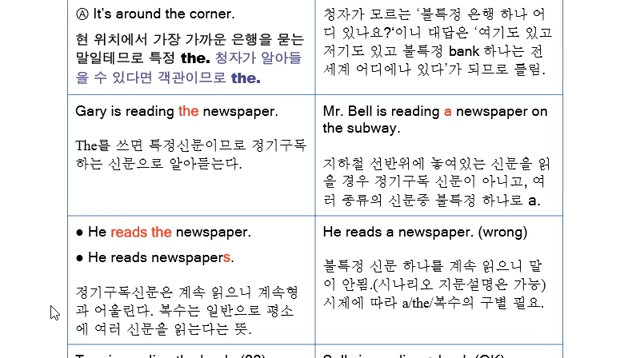 Ⓐ It's around the corner.
현 위치에서 가장 가까운 은행을 묻는
말일테므로 특정 the. 청자가 알아들
을 수 있다면 객관이므로 the.
청자가 모르는 ‘불특정 은행 하나 어
디 있나요?‘이니 대답은 ‘여기도 있고
저기도 있고 불특정 bank 하나는 전
세계 어디에나 있다’가 되므로 틀림.
Gary is reading the newspaper.
The를 쓰면 특정신문이므로 정기구독
하는 신문으로 알아듣는다.
Mr. Bell is reading a newspaper on
the subway.
지하철 선반위에 놓여있는 신문을 읽
을 경우 정기구독 신문이 아니고, 여
러 종류의 신문중 불특정 하나로 a.
● He reads the newspaper.
● He reads newspapers.
정기구독신문은 계속 읽으니 계속형
과 어울린다. 복수는 일반으로 평소
에 여러 신문을 읽는다는 뜻.
He reads a newspaper. (wrong)
불특정 신문 하나를 계속 읽으니 말
이 안됨.(시나리오 지문설명은 가능)
시제에 따라 a/the/복수의 구별 필요.